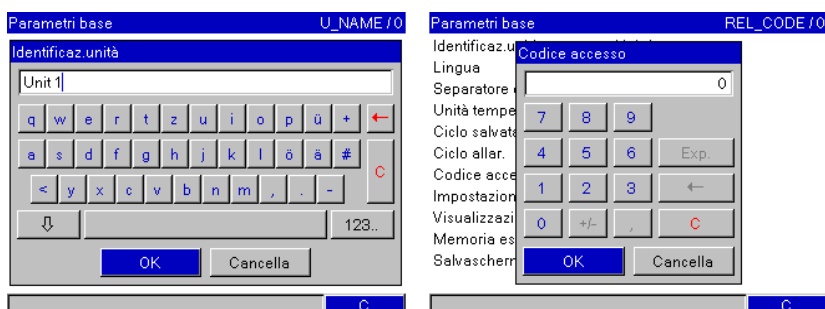 Parametri base U_NAME / 0
Identificaz.unità
Unit 1
q w e r t z u i o p ü + ←
a s d f g h j k l ö ä # C
< y x c v b n m , . -
⇩ 123..
OK Cancella
C
Parametri base REL_CODE / 0
Identificaz.u
Lingua
Separatore
Unità tempe
Ciclo salvata
Ciclo allar.
Codice acce
Impostazion
Visualizzazi
Memoria es
Salvascherr
Codice accesso
0
7 8 9
4 5 6 Exp.
1 2 3 ←
0 +/- , C
OK Cancella
C